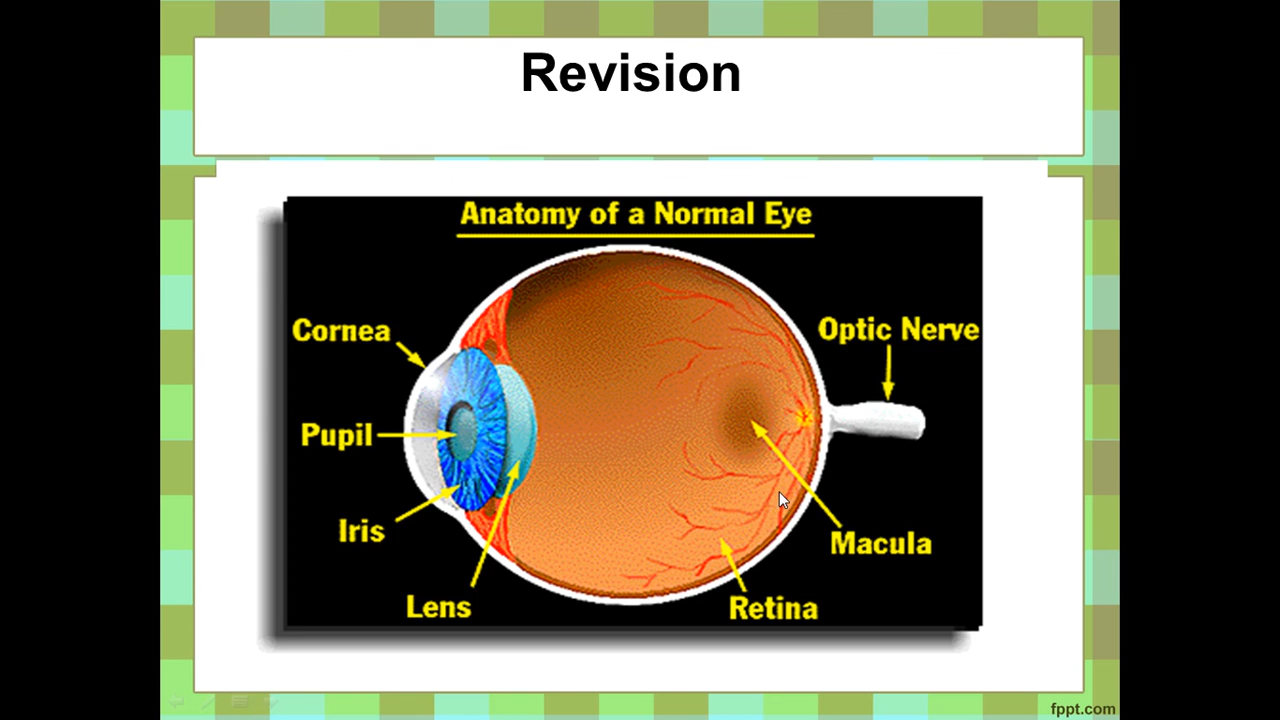 Revision
Anatomy of a Normal Eye
Cornea
Optic Nerve
Pupil
Iris
Macula
Lens
Retina
fppt.com